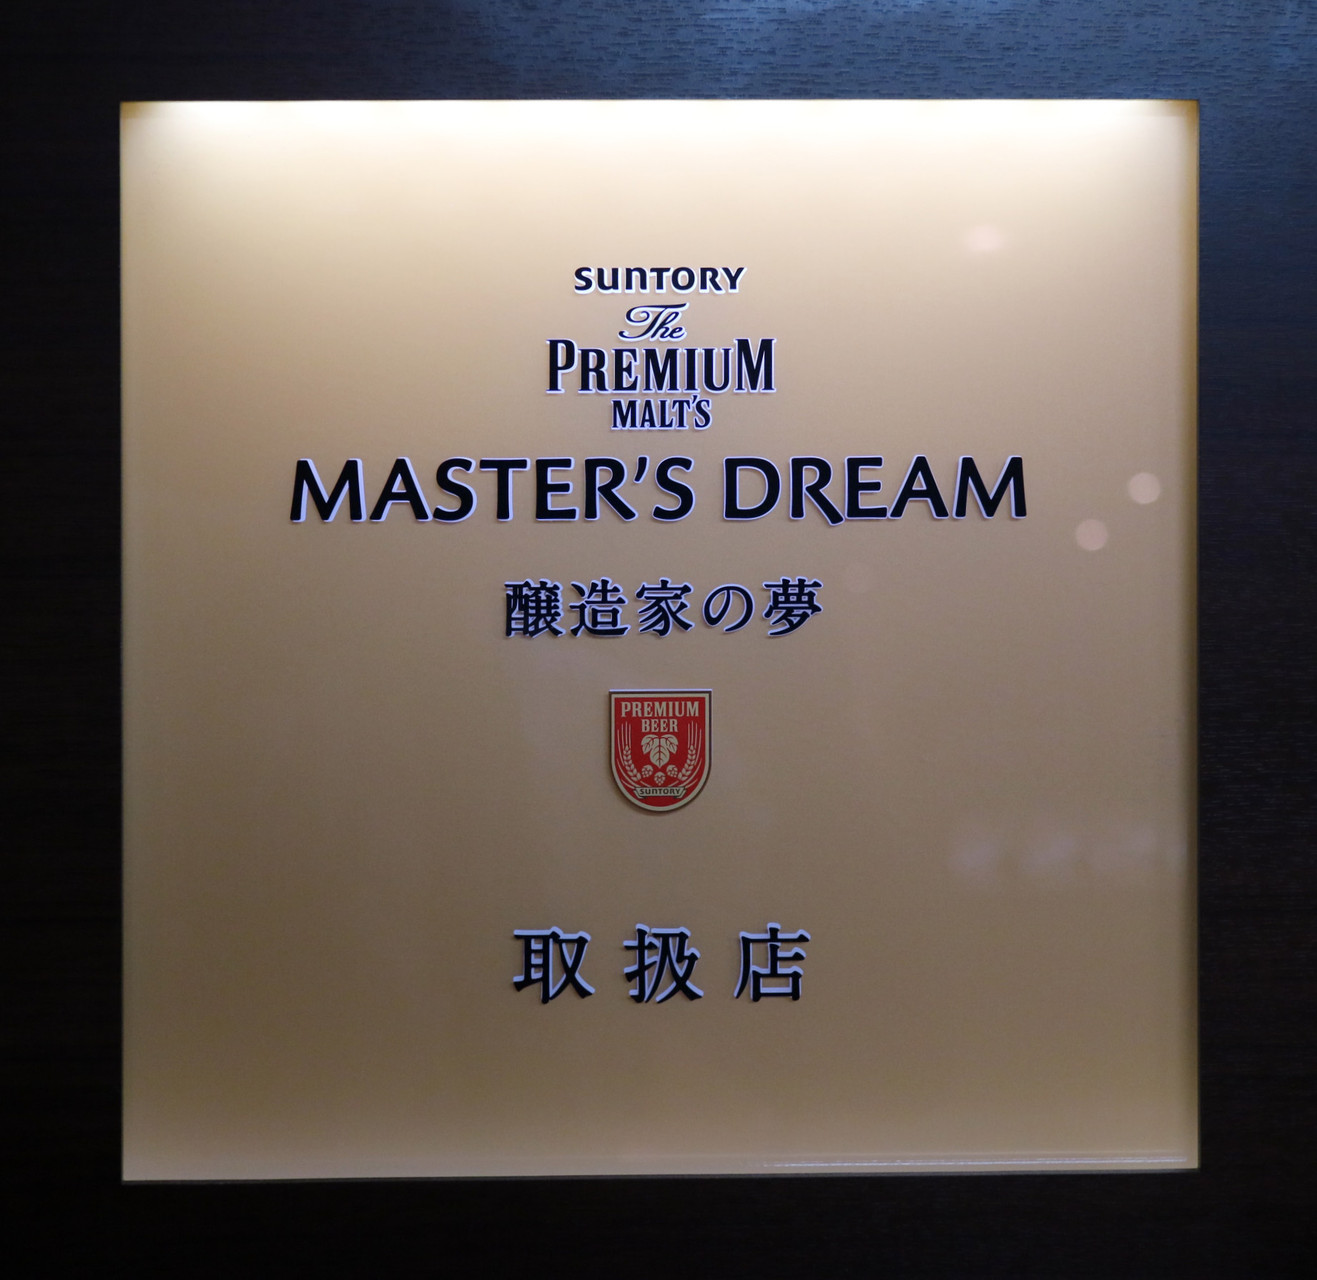 SUNTORY
The
PREMIUM
MALT'S
MASTER'S DREAM
醸造家の夢
PREMIUM
BEER
SUNTORY
取扱店